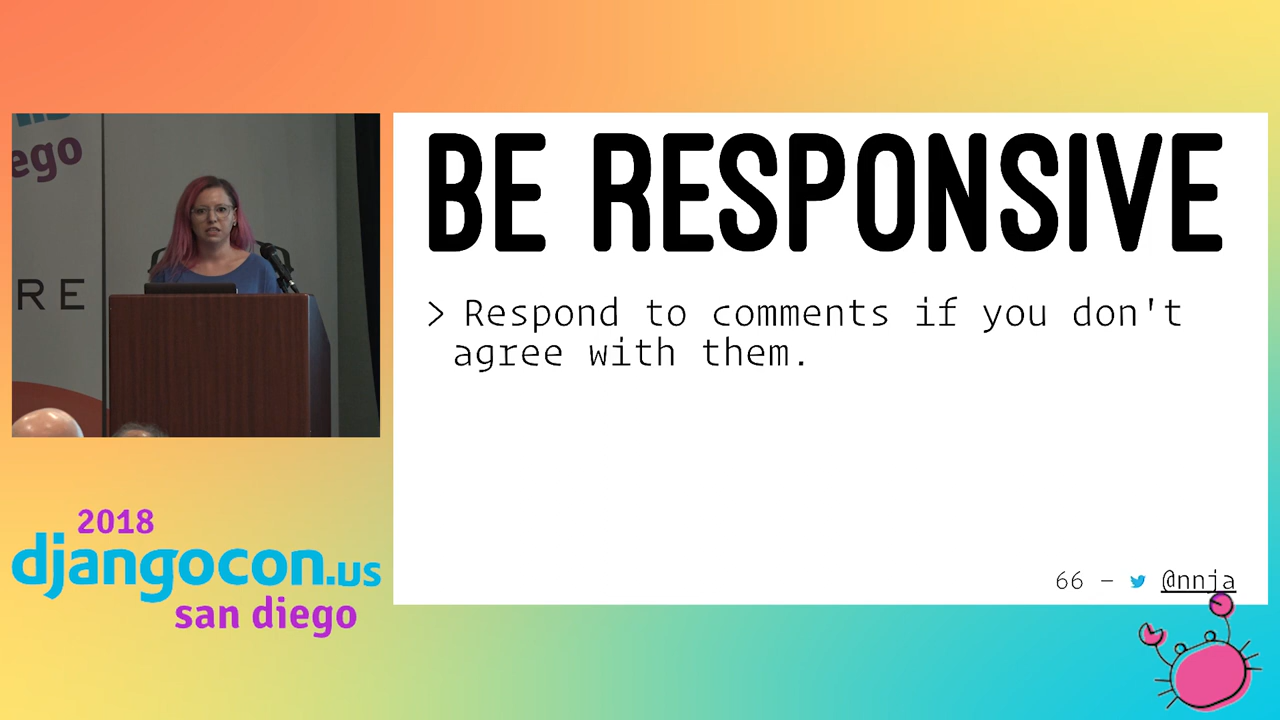 ego
RE
BE RESPONSIVE
> Respond to comments if you don't
agree with them.
66 – @nnja
2018
djangocon.us
san diego